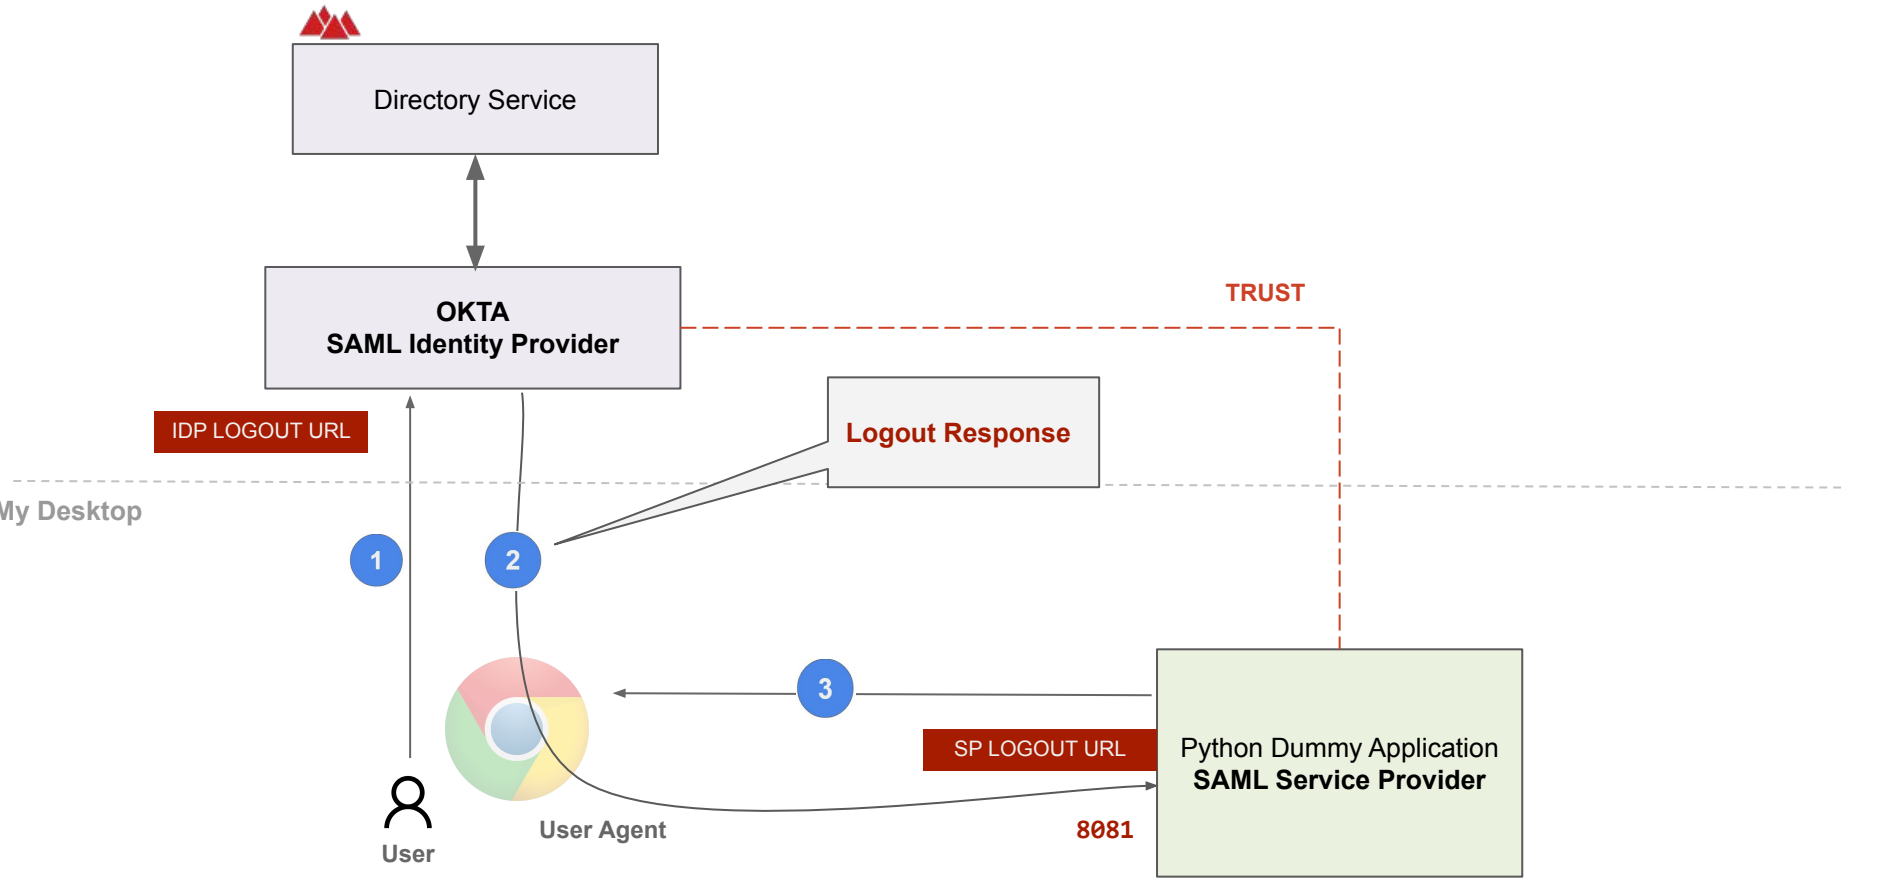 Directory Service
OKTA
SAML Identity Provider
TRUST
IDP LOGOUT URL
Logout Response
My Desktop
1
2
3
SP LOGOUT URL
Python Dummy Application
SAML Service Provider
User Agent
8081
User